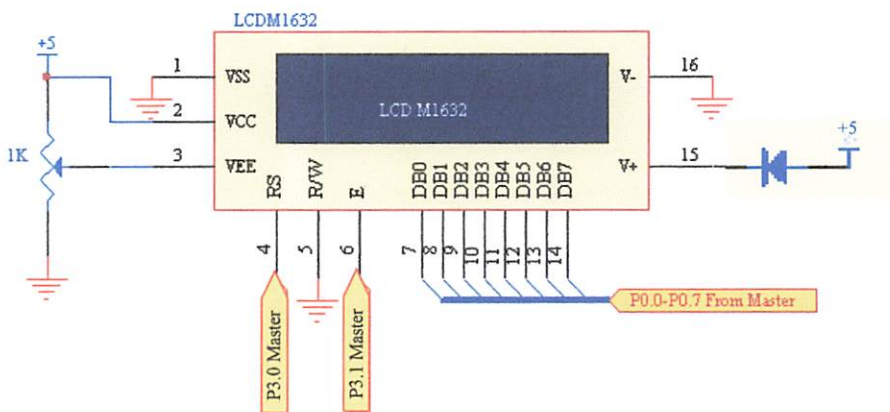 LCDM1632
+5
1
VSS
V-
16
2
VCC
LCD M1632
+5
1K
3
VEE
V+
15
RS
R/W
E
DB0
DB1
DB2
DB3
DB4
DB5
DB6
DB7
4
5
6
7
8
9
10
11
12
13
14
P3.0 Master
P3.1 Master
P0.0-P0.7 From Master